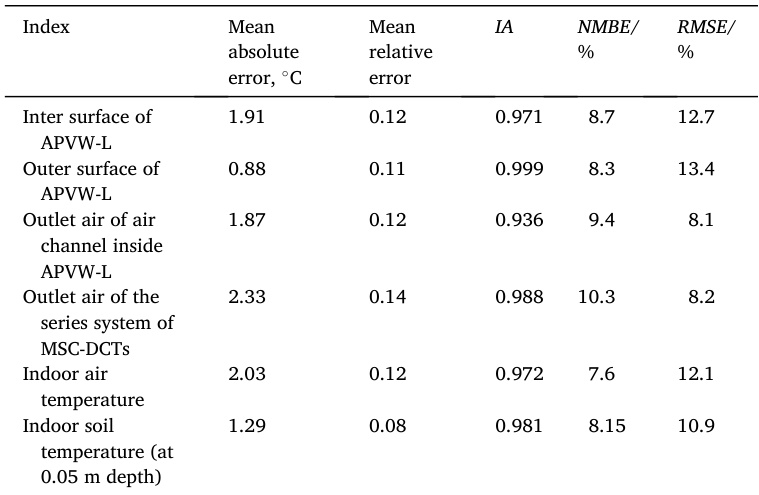 Index Mean absolute error, °C Mean relative error IA NMBE/ % RMSE/ %
Inter surface of APVW-L 1.91 0.12 0.971 8.7 12.7
Outer surface of APVW-L 0.88 0.11 0.999 8.3 13.4
Outlet air of air channel inside APVW-L 1.87 0.12 0.936 9.4 8.1
Outlet air of the series system of MSC-DCTs 2.33 0.14 0.988 10.3 8.2
Indoor air temperature 2.03 0.12 0.972 7.6 12.1
Indoor soil temperature (at 0.05 m depth) 1.29 0.08 0.981 8.15 10.9